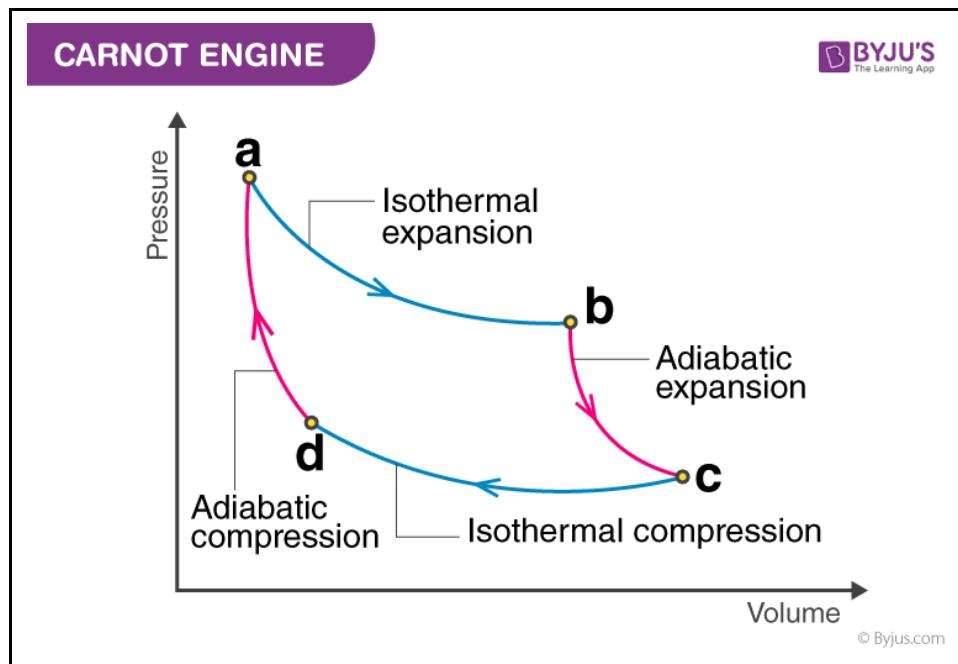 CARNOT ENGINE
BYJU'S
The Learning App
Pressure
a
Isothermal
expansion
b
Adiabatic
expansion
d
c
Adiabatic
compression
Isothermal compression
Volume
© Byjus.com